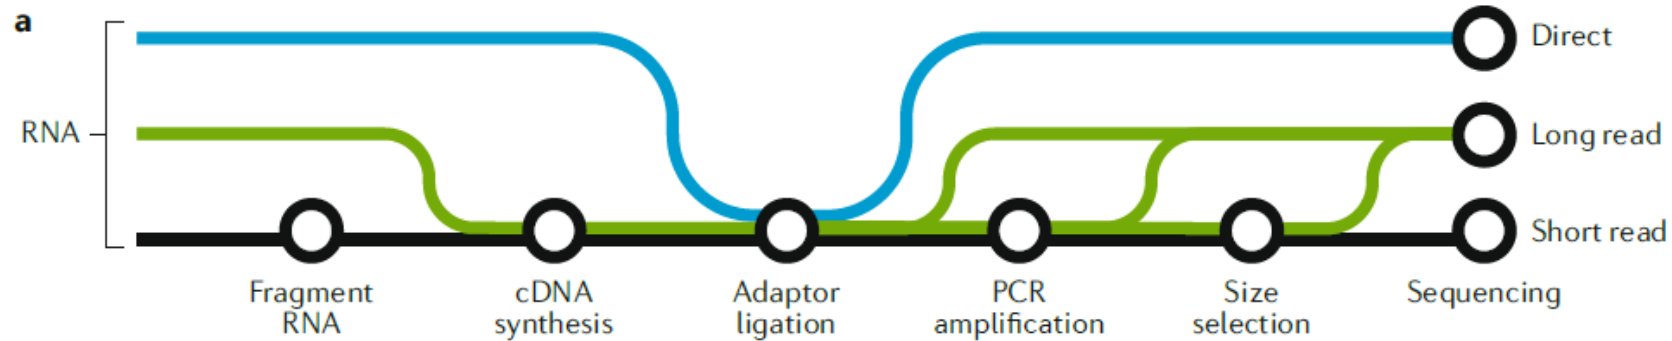 a
RNA
Direct
Long read
Short read
Fragment
RNA
cDNA
synthesis
Adaptor
ligation
PCR
amplification
Size
selection
Sequencing